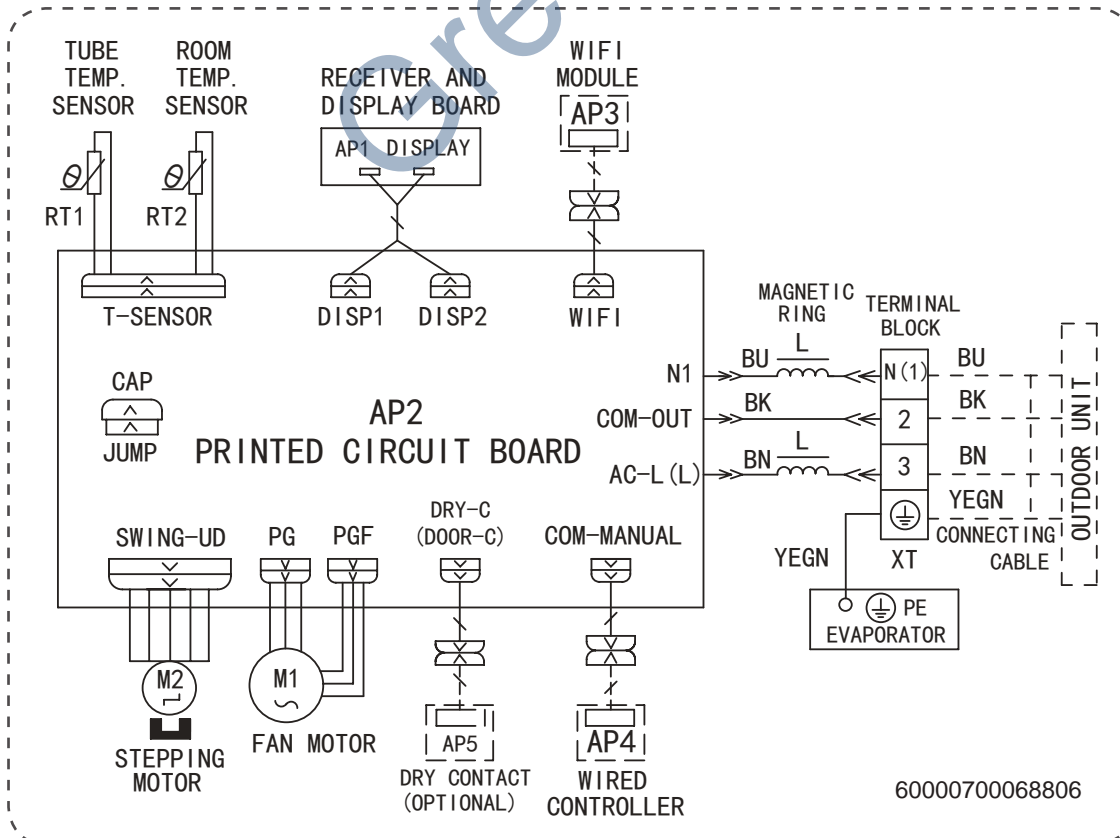 Gre
TUBE
TEMP.
SENSOR
ROOM
TEMP.
SENSOR
RECEIVER AND
DISPLAY BOARD
AP1 DISPLAY
WIFI
MODULE
AP3
θ
RT1
θ
RT2
T-SENSOR
DISP1
DISP2
WIFI
MAGNETIC
RING
TERMINAL
BLOCK
CAP
JUMP
AP2
PRINTED CIRCUIT BOARD
N1
BU
L
N(1)
BU
COM-OUT
BK
2
BK
AC-L(L)
BN
L
3
BN
YEGN
OUTDOOR UNIT
CONNECTING
CABLE
XT
YEGN
PE
EVAPORATOR
SWING-UD
PG
PGF
DRY-C
(DOOR-C)
COM-MANUAL
M2
STEPPING
MOTOR
M1
FAN MOTOR
AP5
DRY CONTACT
(OPTIONAL)
AP4
WIRED
CONTROLLER
60000700068806